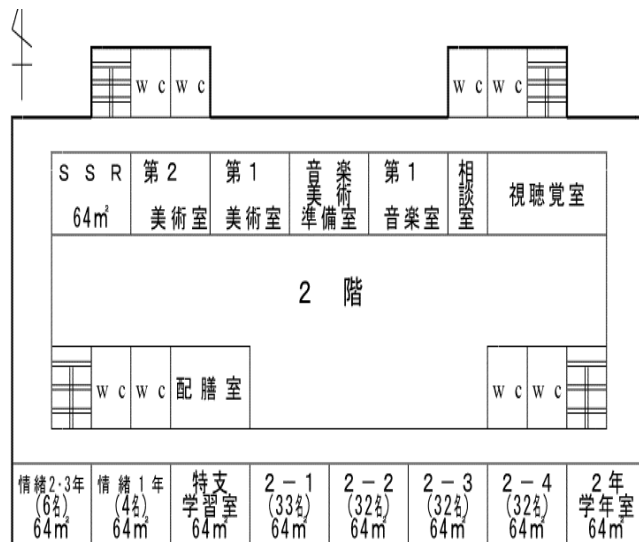 ｗｃ ｗｃ ｗｃ ｗｃ
ＳＳＲ
64㎡
第２
美術室
第１
美術室
音楽
美術
準備室
第１
音楽室
相談室
視聴覚室
２階
ｗｃ ｗｃ 配膳室 ｗｃ ｗｃ
情緒2・3年
(6名)
64㎡
情緒1年
(4名)
64㎡
特支
学習室
64㎡
２－１
(33名)
64㎡
２－２
(32名)
64㎡
２－３
(32名)
64㎡
２－４
(32名)
64㎡
２年
学年室
64㎡